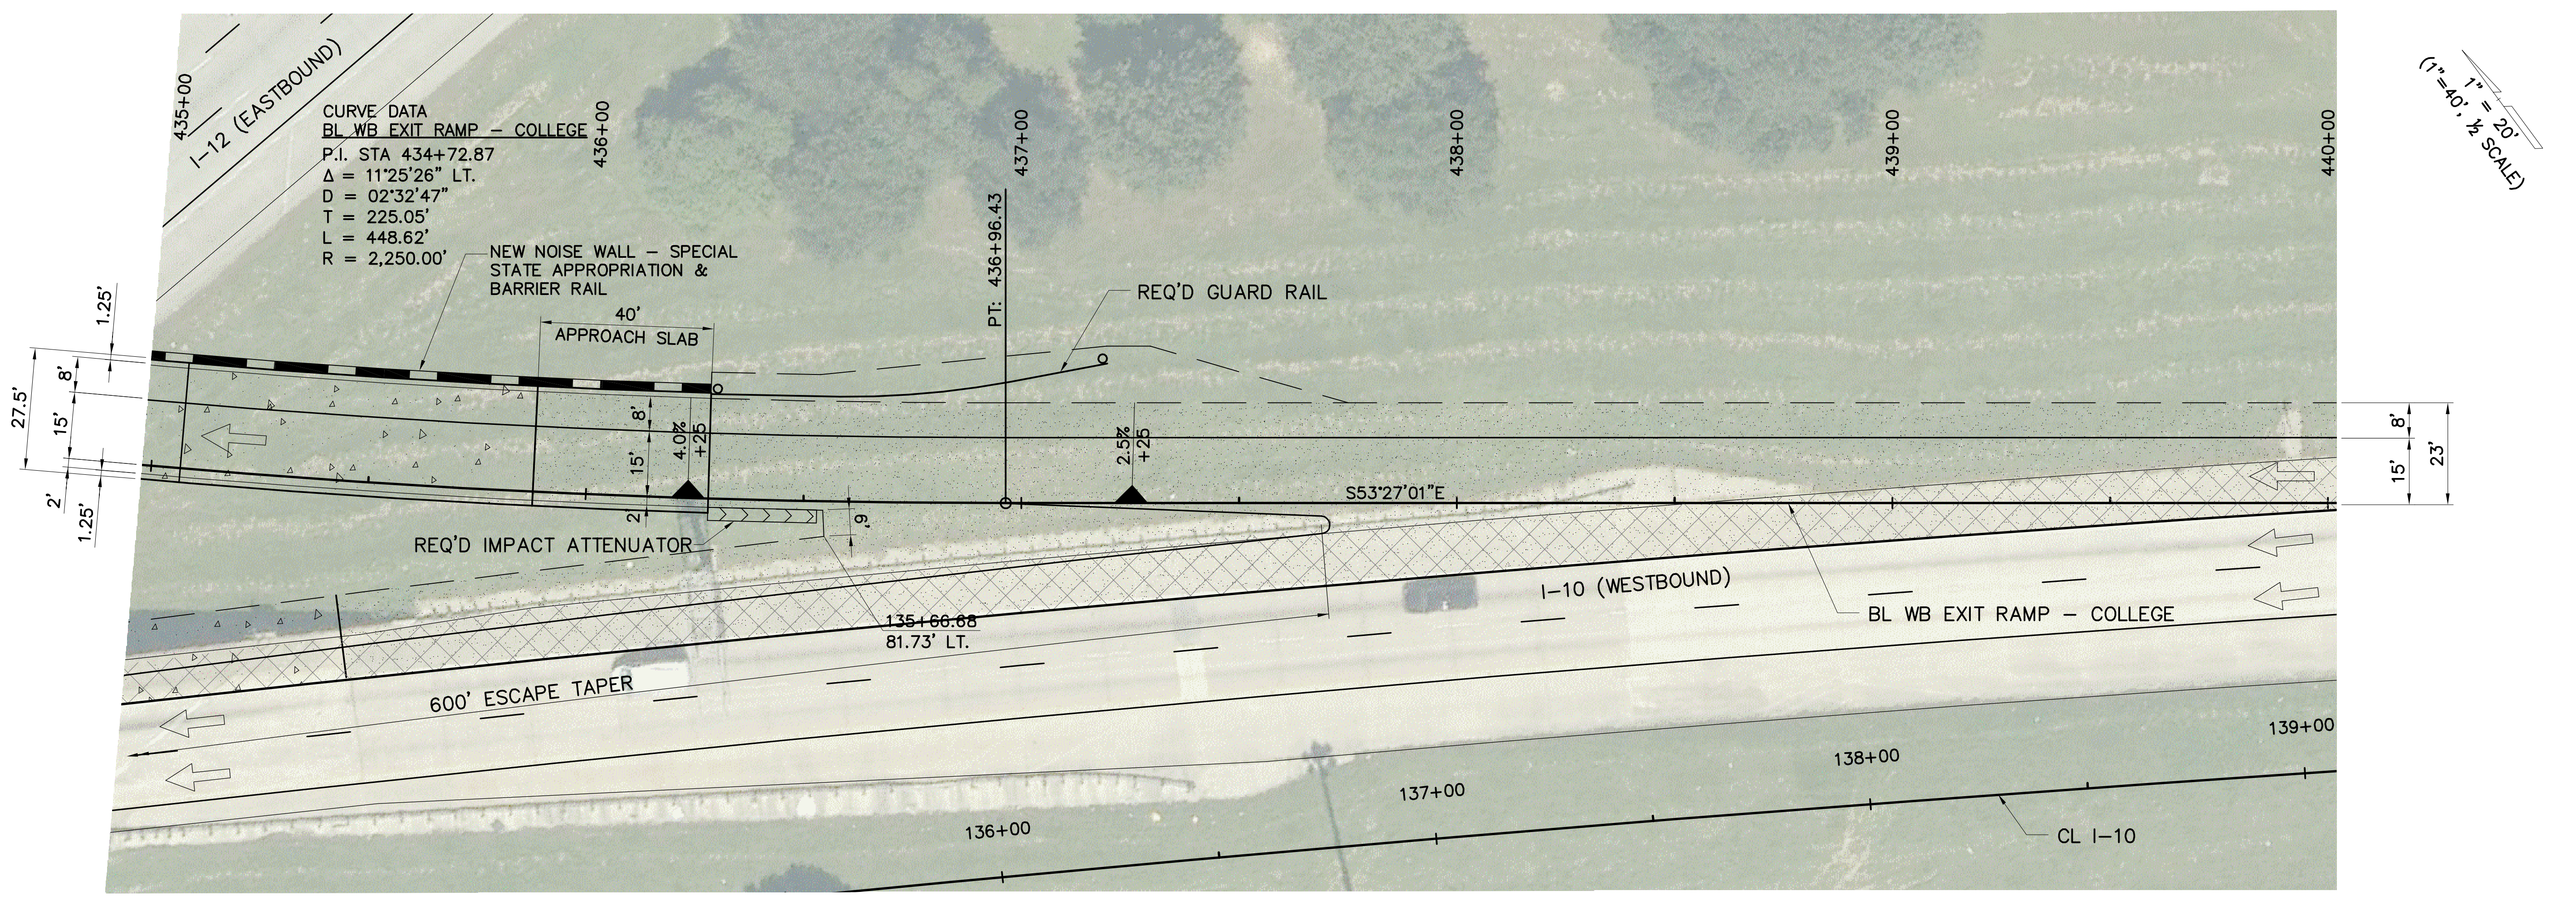 435+00
I-12 (EASTBOUND)
CURVE DATA
BL WB EXIT RAMP - COLLEGE
P.I. STA 434+72.87
Δ = 11°25'26" LT.
D = 02°32'47"
T = 225.05'
L = 448.62'
R = 2,250.00'
436+00
437+00
438+00
439+00
440+00
1" = 20'
(1"=40', ½ SCALE)
NEW NOISE WALL - SPECIAL
STATE APPROPRIATION &
BARRIER RAIL
40'
APPROACH SLAB
PT: 436+96.43
REQ'D GUARD RAIL
1.25'
8'
27.5'
15'
2'
1.25'
8'
15'
2'
4.0%
+25
2.5%
+25
S53°27'01"E
8'
15'
23'
6'
REQ'D IMPACT ATTENUATOR
135+66.68
81.73' LT.
600' ESCAPE TAPER
I-10 (WESTBOUND)
BL WB EXIT RAMP - COLLEGE
136+00
137+00
138+00
139+00
CL I-10